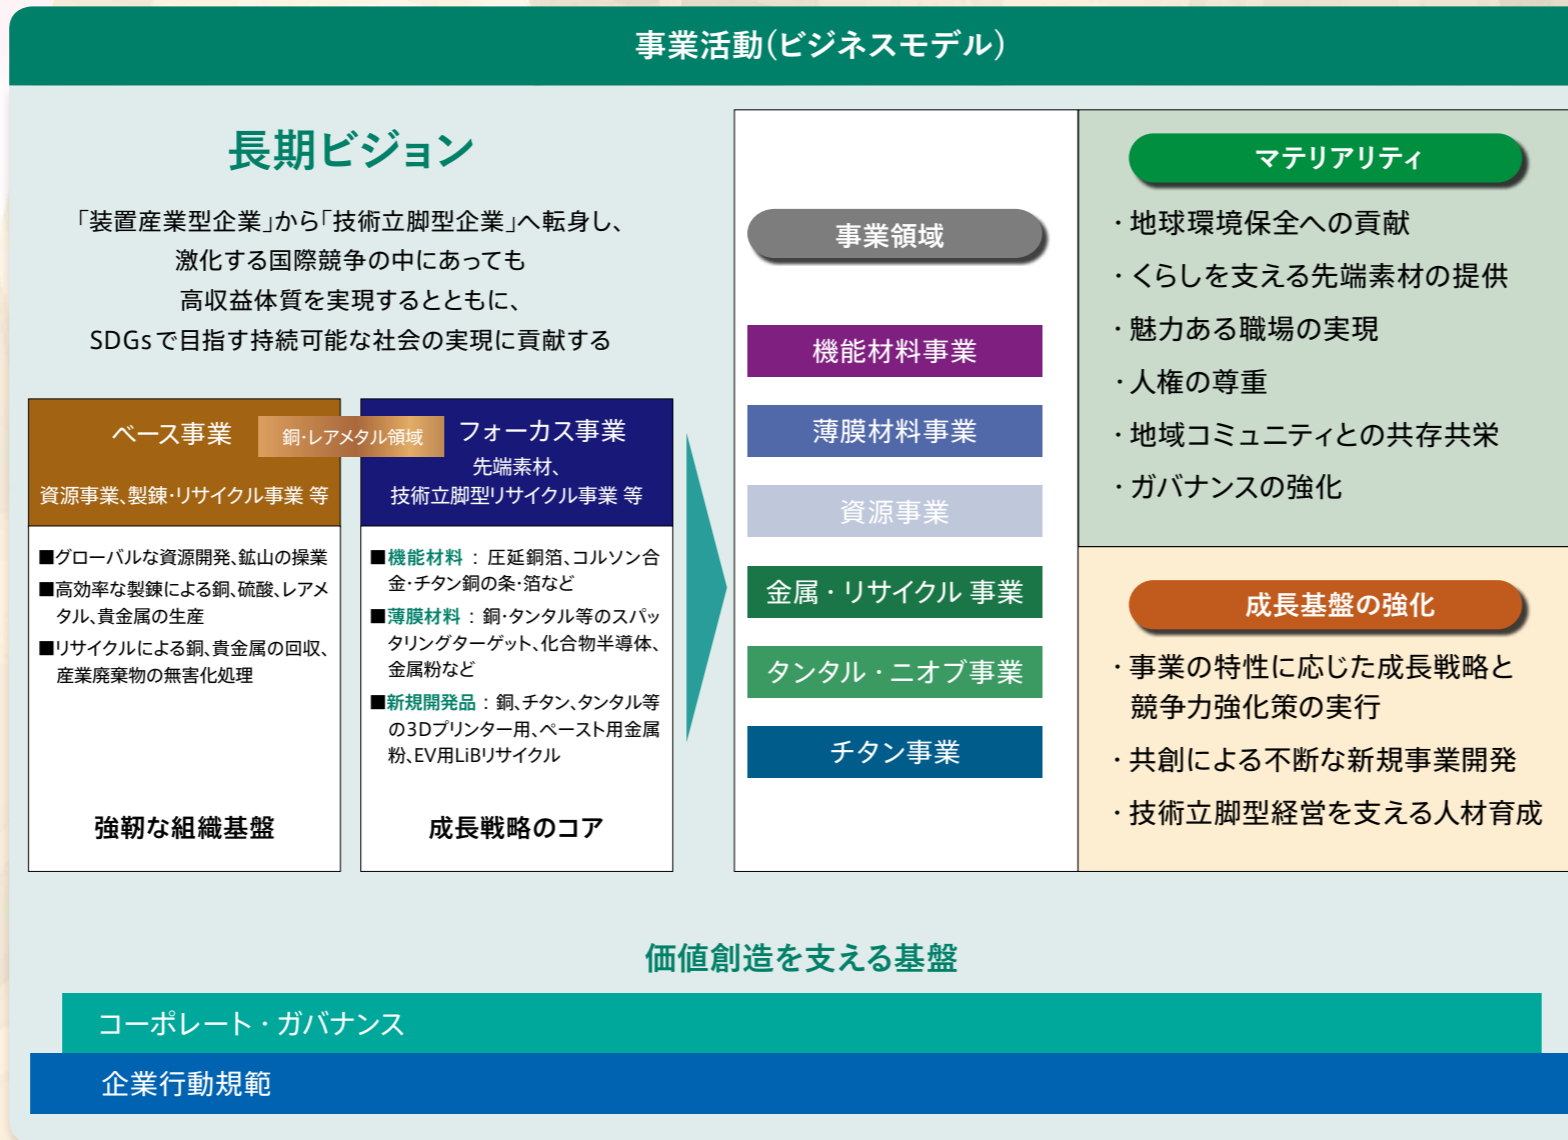 事業活動(ビジネスモデル)
長期ビジョン
「装置産業型企業」から「技術立脚型企業」へ転身し、
激化する国際競争の中にあっても
高収益体質を実現するとともに、
SDGsで目指す持続可能な社会の実現に貢献する
ベース事業
資源事業、製錬・リサイクル事業 等
銅・レアメタル領域
フォーカス事業
先端素材、
技術立脚型リサイクル事業 等
■グローバルな資源開発、鉱山の操業
■高効率な製錬による銅、硫酸、レアメ
タル、貴金属の生産
■リサイクルによる銅、貴金属の回収、
産業廃棄物の無害化処理
強靭な組織基盤
■機能材料 : 圧延銅箔、コルソン合
金・チタン銅の条・箔など
■薄膜材料 : 銅・タンタル等のスパッ
タリングターゲット、化合物半導体、
金属粉など
■新規開発品 : 銅、チタン、タンタル等
の3Dプリンター用、ペースト用金属
粉、EV用LiBリサイクル
成長戦略のコア
事業領域
機能材料事業
薄膜材料事業
資源事業
金属・リサイクル 事業
タンタル・ニオブ事業
チタン事業
マテリアリティ
・地球環境保全への貢献
・くらしを支える先端素材の提供
・魅力ある職場の実現
・人権の尊重
・地域コミュニティとの共存共栄
・ガバナンスの強化
成長基盤の強化
・事業の特性に応じた成長戦略と
競争力強化策の実行
・共創による不断な新規事業開発
・技術立脚型経営を支える人材育成
価値創造を支える基盤
コーポレート・ガバナンス
企業行動規範